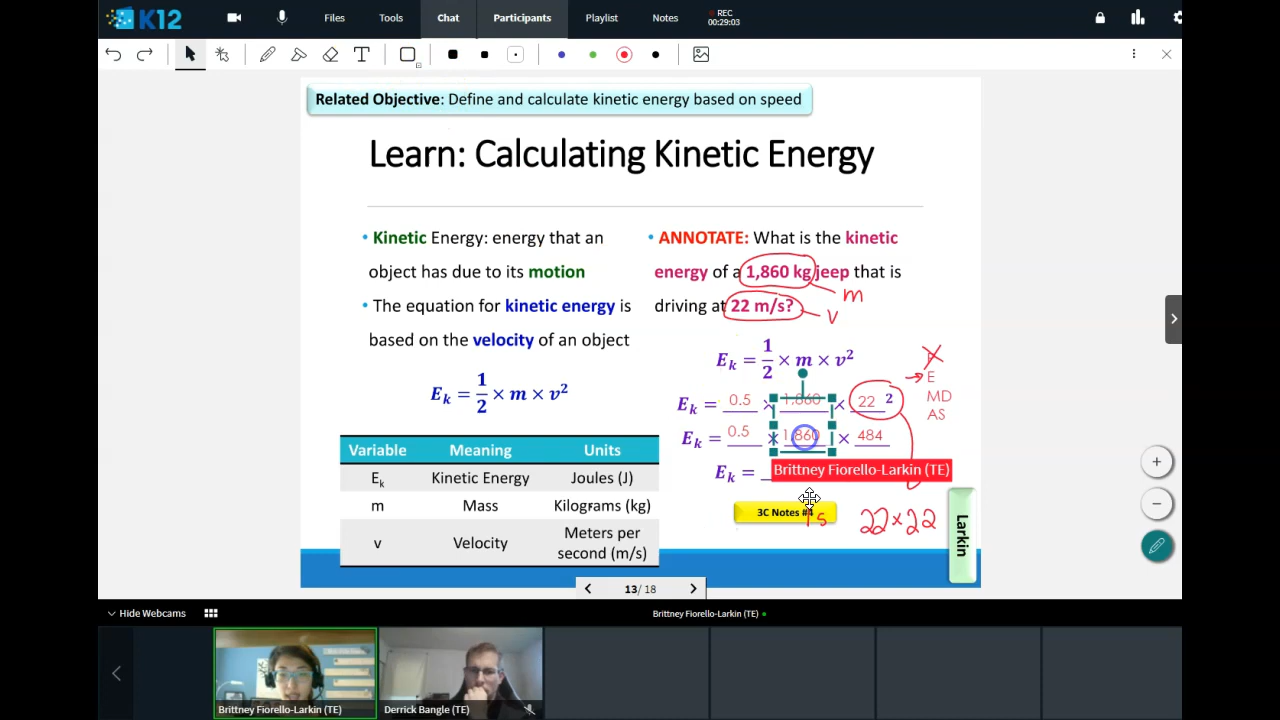 K12
Files
Tools
Chat
Participants
Playlist
Notes
REC
00:29:03
T
Related Objective: Define and calculate kinetic energy based on speed
Learn: Calculating Kinetic Energy
• Kinetic Energy: energy that an
object has due to its motion
• The equation for kinetic energy is
based on the velocity of an object
Eₖ = 1/2 × m × v²
Variable Meaning Units
Eₖ Kinetic Energy Joules (J)
m Mass Kilograms (kg)
v Velocity Meters per
second (m/s)
• ANNOTATE: What is the kinetic
energy of a 1,860 kg jeep that is
driving at 22 m/s?
m
v
Eₖ = 1/2 × m × v²
E
MD
AS
Eₖ = 0.5 × 1,860 × 22 ²
Eₖ = 0.5 × 1,860 × 484
Eₖ = _
Brittney Fiorello-Larkin (TE)
3C Notes #4
22×22
Larkin
13/ 18
Hide Webcams
Brittney Fiorello-Larkin (TE)
Brittney Fiorello-Larkin (TE)
Derrick Bangle (TE)